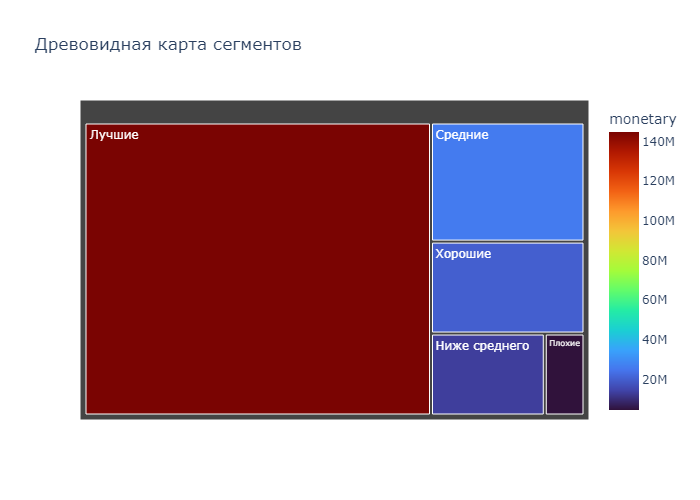 Древовидная карта сегментов
monetary
Лучшие
Средние
140M
120M
100M
80M
Хорошие
60M
40M
Ниже среднего
Плохие
20M